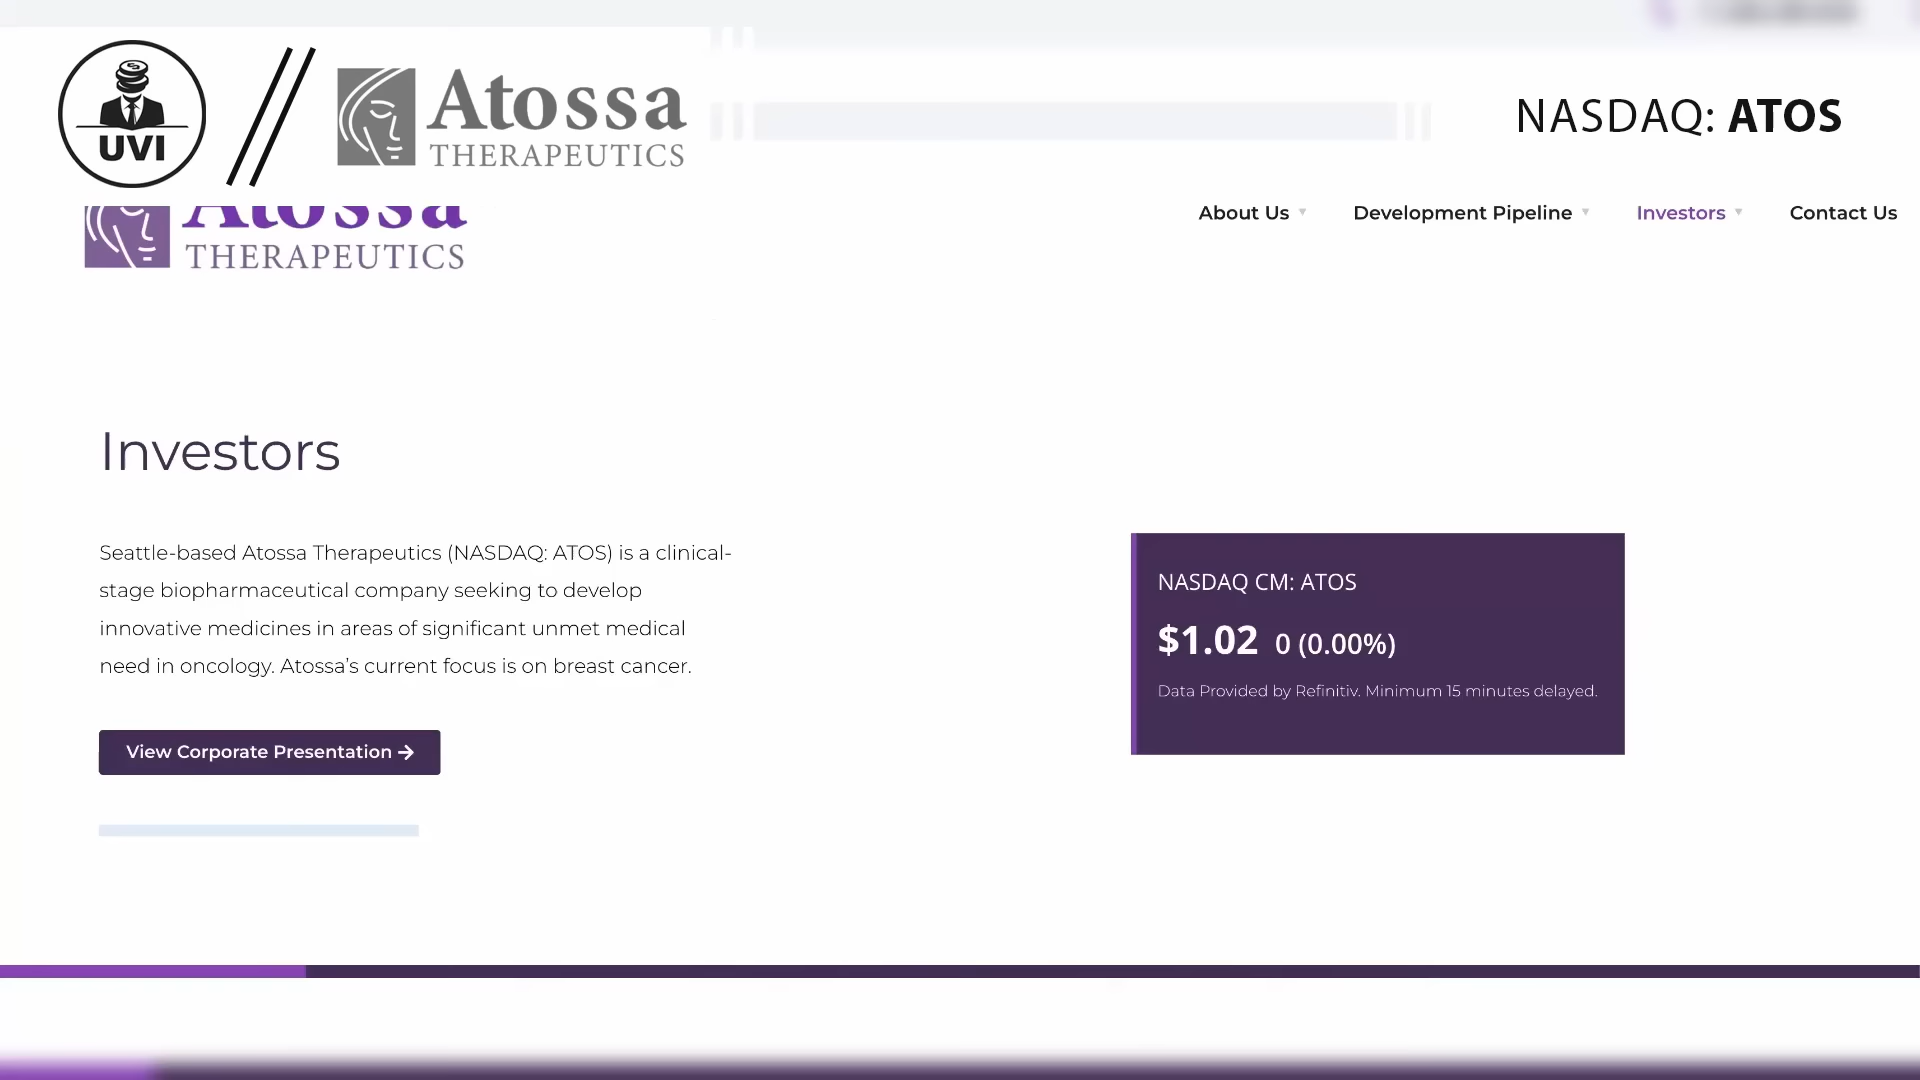 UVI
Atossa
THERAPEUTICS
NASDAQ: ATOS
Atossa
THERAPEUTICS
About Us
Development Pipeline
Investors
Contact Us
Investors
Seattle-based Atossa Therapeutics (NASDAQ: ATOS) is a clinical-
stage biopharmaceutical company seeking to develop
innovative medicines in areas of significant unmet medical
need in oncology. Atossa’s current focus is on breast cancer.
View Corporate Presentation →
NASDAQ CM: ATOS
$1.02 0 (0.00%)
Data Provided by Refinitiv. Minimum 15 minutes delayed.